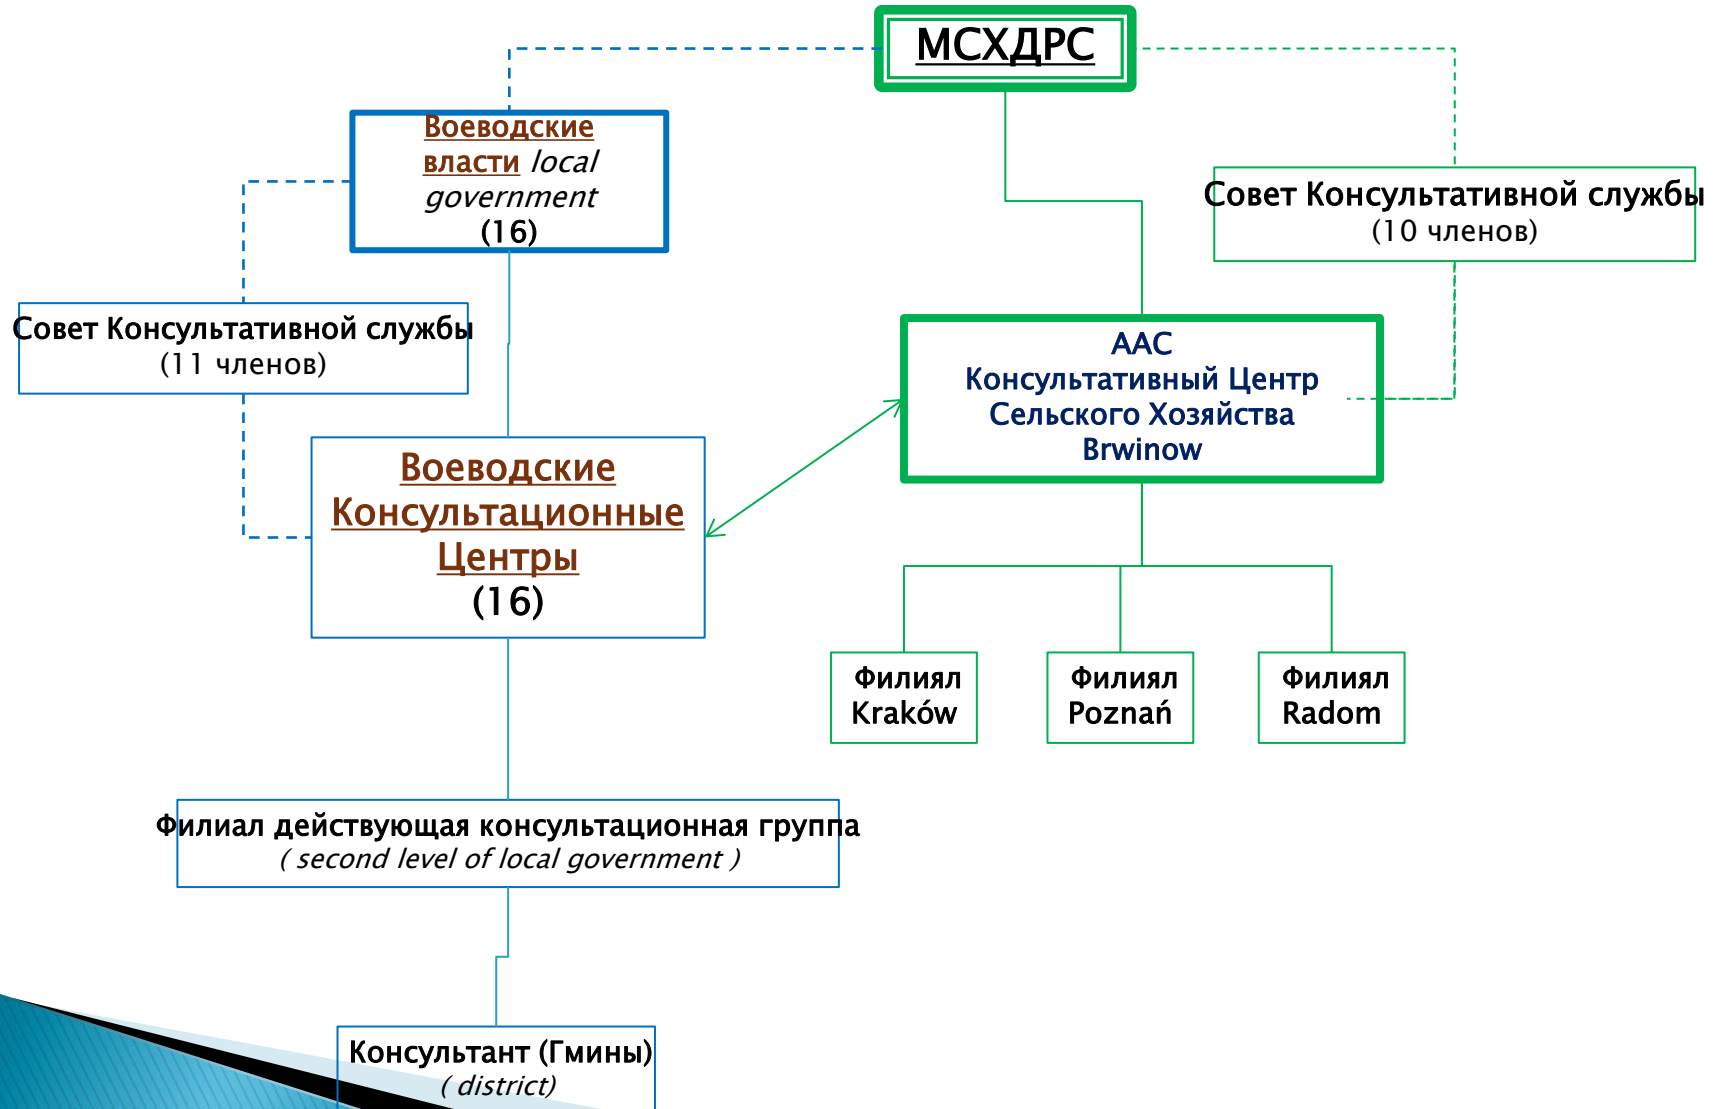 МСХДРС
Воеводские
власти local
government
(16)
Совет Консультативной службы
(10 членов)
Совет Консультативной службы
(11 членов)
ААС
Консультативный Центр
Сельского Хозяйства
Brwinow
Воеводские
Консультационные
Центры
(16)
Филиял
Kraków
Филиял
Poznań
Филиял
Radom
Филиал действующая консультационная группа
( second level of local government )
Консультант (Гмины)
( district)